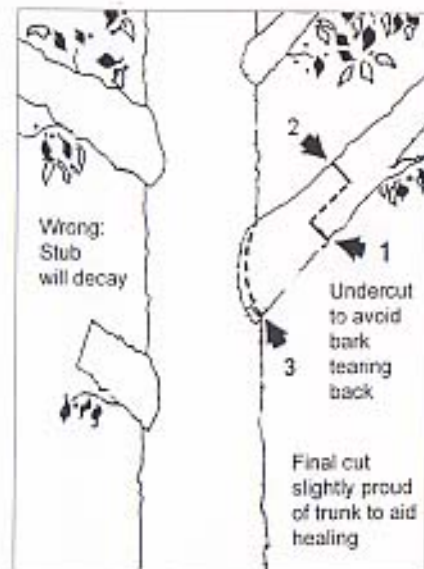 Wrong:
Stub
will decay
2
1
Undercut
to avoid
bark
tearing
back
3
Final cut
slightly proud
of trunk to aid
healing